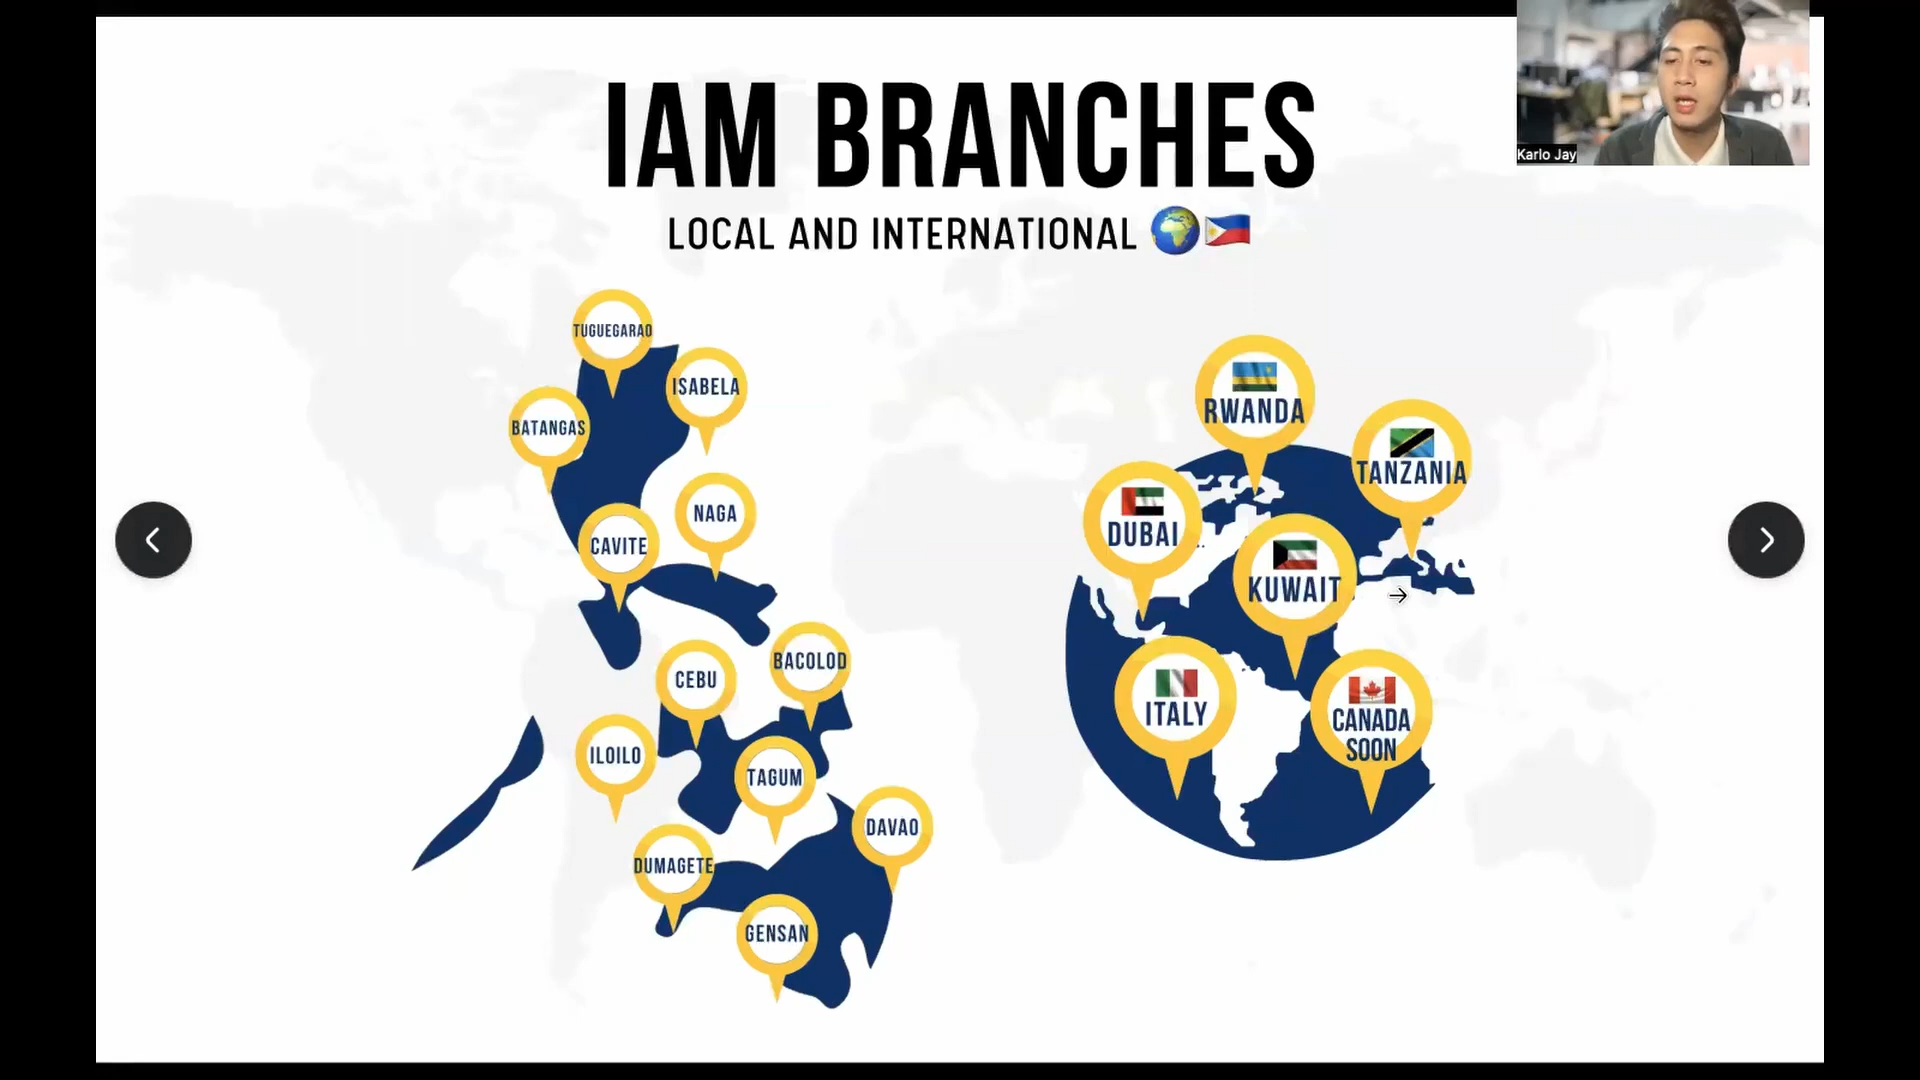 IAM BRANCHES
LOCAL AND INTERNATIONAL
Karlo Jay
TUGUEGARAO
ISABELA
BATANGAS
NAGA
CAVITE
CEBU
BACOLOD
ILOILO
TAGUM
DAVAO
DUMAGETE
GENSAN
RWANDA
TANZANIA
DUBAI
KUWAIT
ITALY
CANADA
SOON